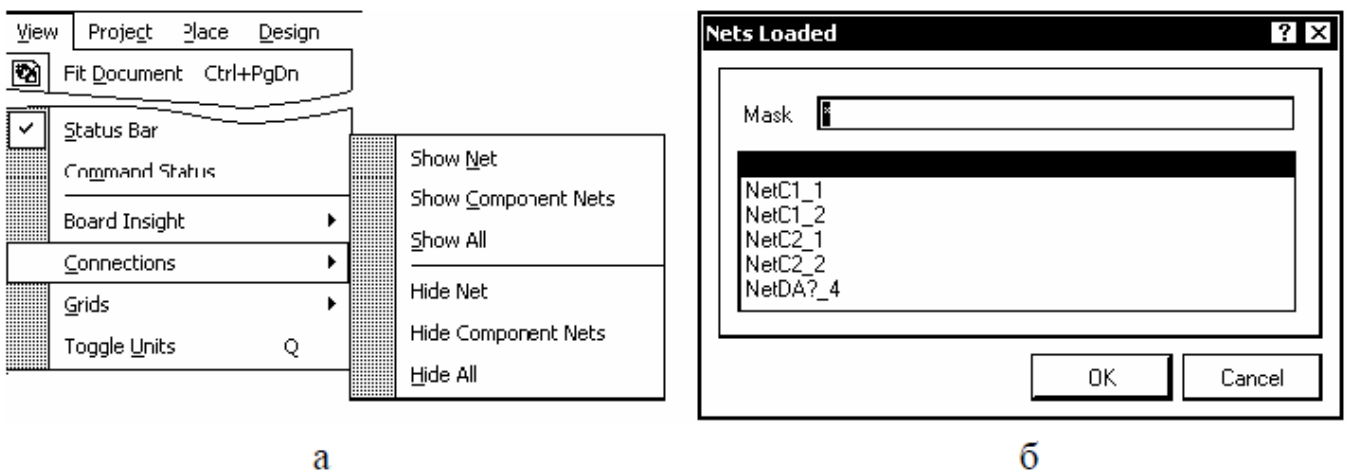 View Project Place Design
Fit Document Ctrl+PgDn
Status Bar
Command Status
Board Insight
Connections
Grids
Toggle Units Q
Show Net
Show Component Nets
Show All
Hide Net
Hide Component Nets
Hide All
а
Nets Loaded
Mask *
NetC1_1
NetC1_2
NetC2_1
NetC2_2
NetDA?_4
OK Cancel
б